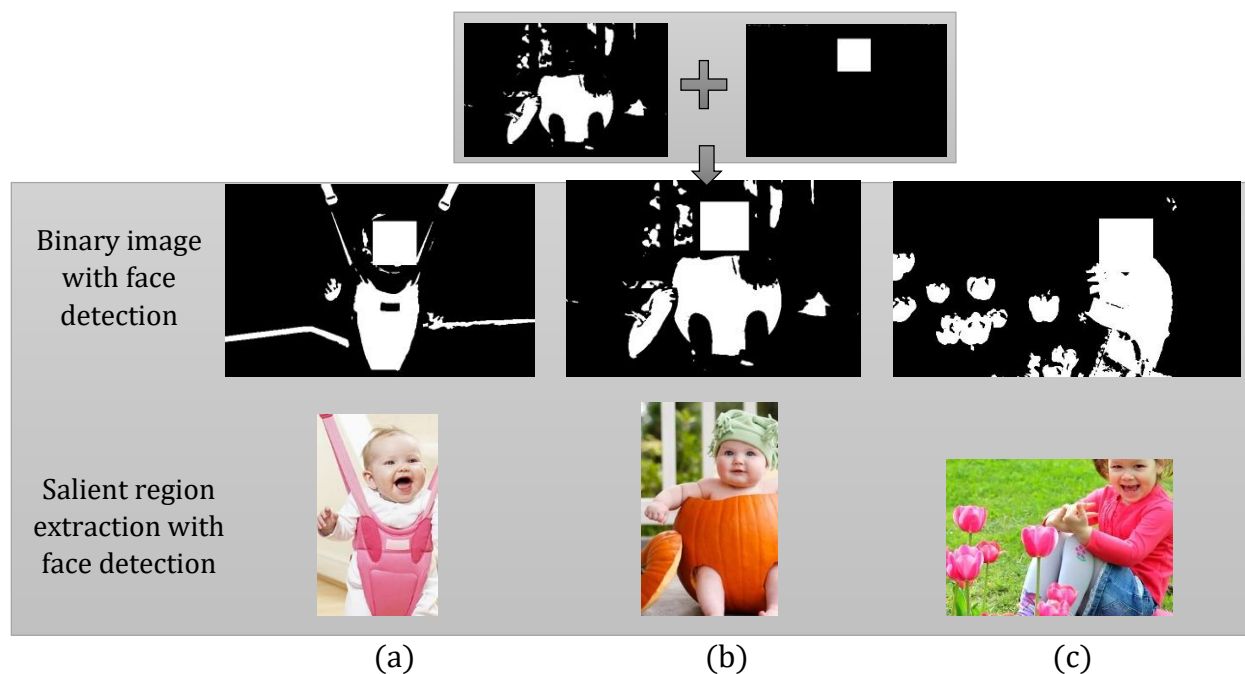 Binary image
with face
detection
Salient region
extraction with
face detection
(a)
(b)
(c)